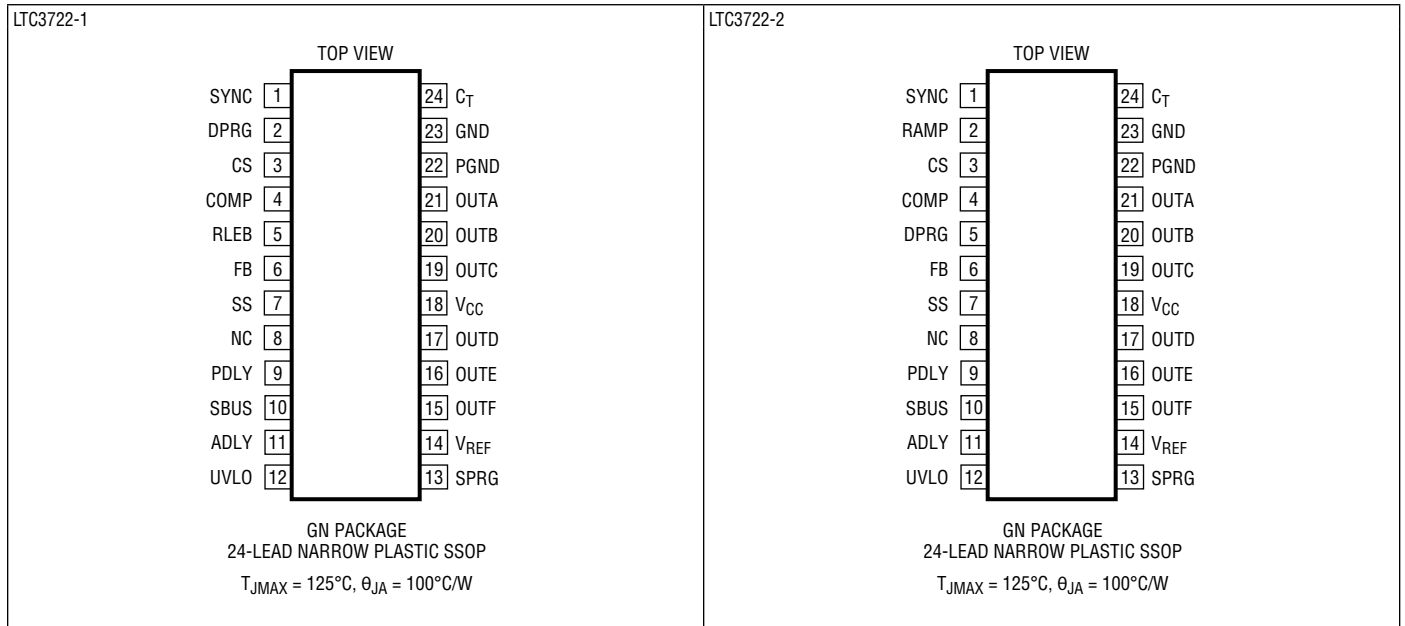 LTC3722-1
TOP VIEW
SYNC 1
DPRG 2
CS 3
COMP 4
RLEB 5
FB 6
SS 7
NC 8
PDLY 9
SBUS 10
ADLY 11
UVLO 12
24 CT
23 GND
22 PGND
21 OUTA
20 OUTB
19 OUTC
18 VCC
17 OUTD
16 OUTE
15 OUTF
14 VREF
13 SPRG
GN PACKAGE
24-LEAD NARROW PLASTIC SSOP
TJMAX = 125°C, θJA = 100°C/W
LTC3722-2
TOP VIEW
SYNC 1
RAMP 2
CS 3
COMP 4
DPRG 5
FB 6
SS 7
NC 8
PDLY 9
SBUS 10
ADLY 11
UVLO 12
24 CT
23 GND
22 PGND
21 OUTA
20 OUTB
19 OUTC
18 VCC
17 OUTD
16 OUTE
15 OUTF
14 VREF
13 SPRG
GN PACKAGE
24-LEAD NARROW PLASTIC SSOP
TJMAX = 125°C, θJA = 100°C/W